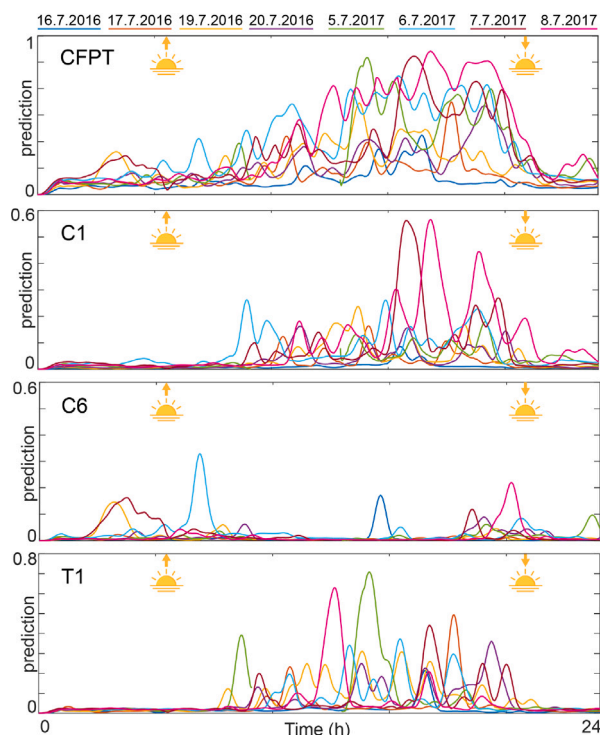 16.7.2016 17.7.2016 19.7.2016 20.7.2016 5.7.2017 6.7.2017 7.7.2017 8.7.2017
1
CFPT
prediction
0
0.6
C1
prediction
0
0.6
C6
prediction
0
0.8
T1
prediction
0
0 Time (h) 24